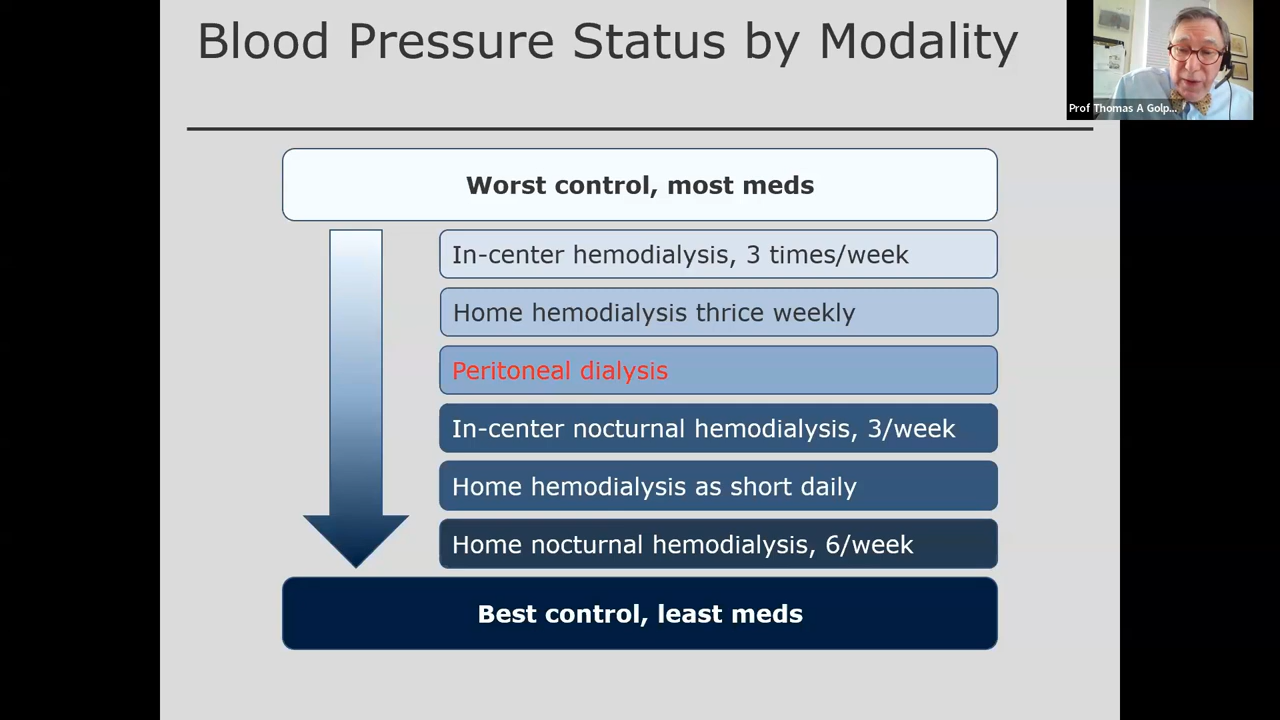 Blood Pressure Status by Modality
Prof Thomas A Golp...
Worst control, most meds
In-center hemodialysis, 3 times/week
Home hemodialysis thrice weekly
Peritoneal dialysis
In-center nocturnal hemodialysis, 3/week
Home hemodialysis as short daily
Home nocturnal hemodialysis, 6/week
Best control, least meds